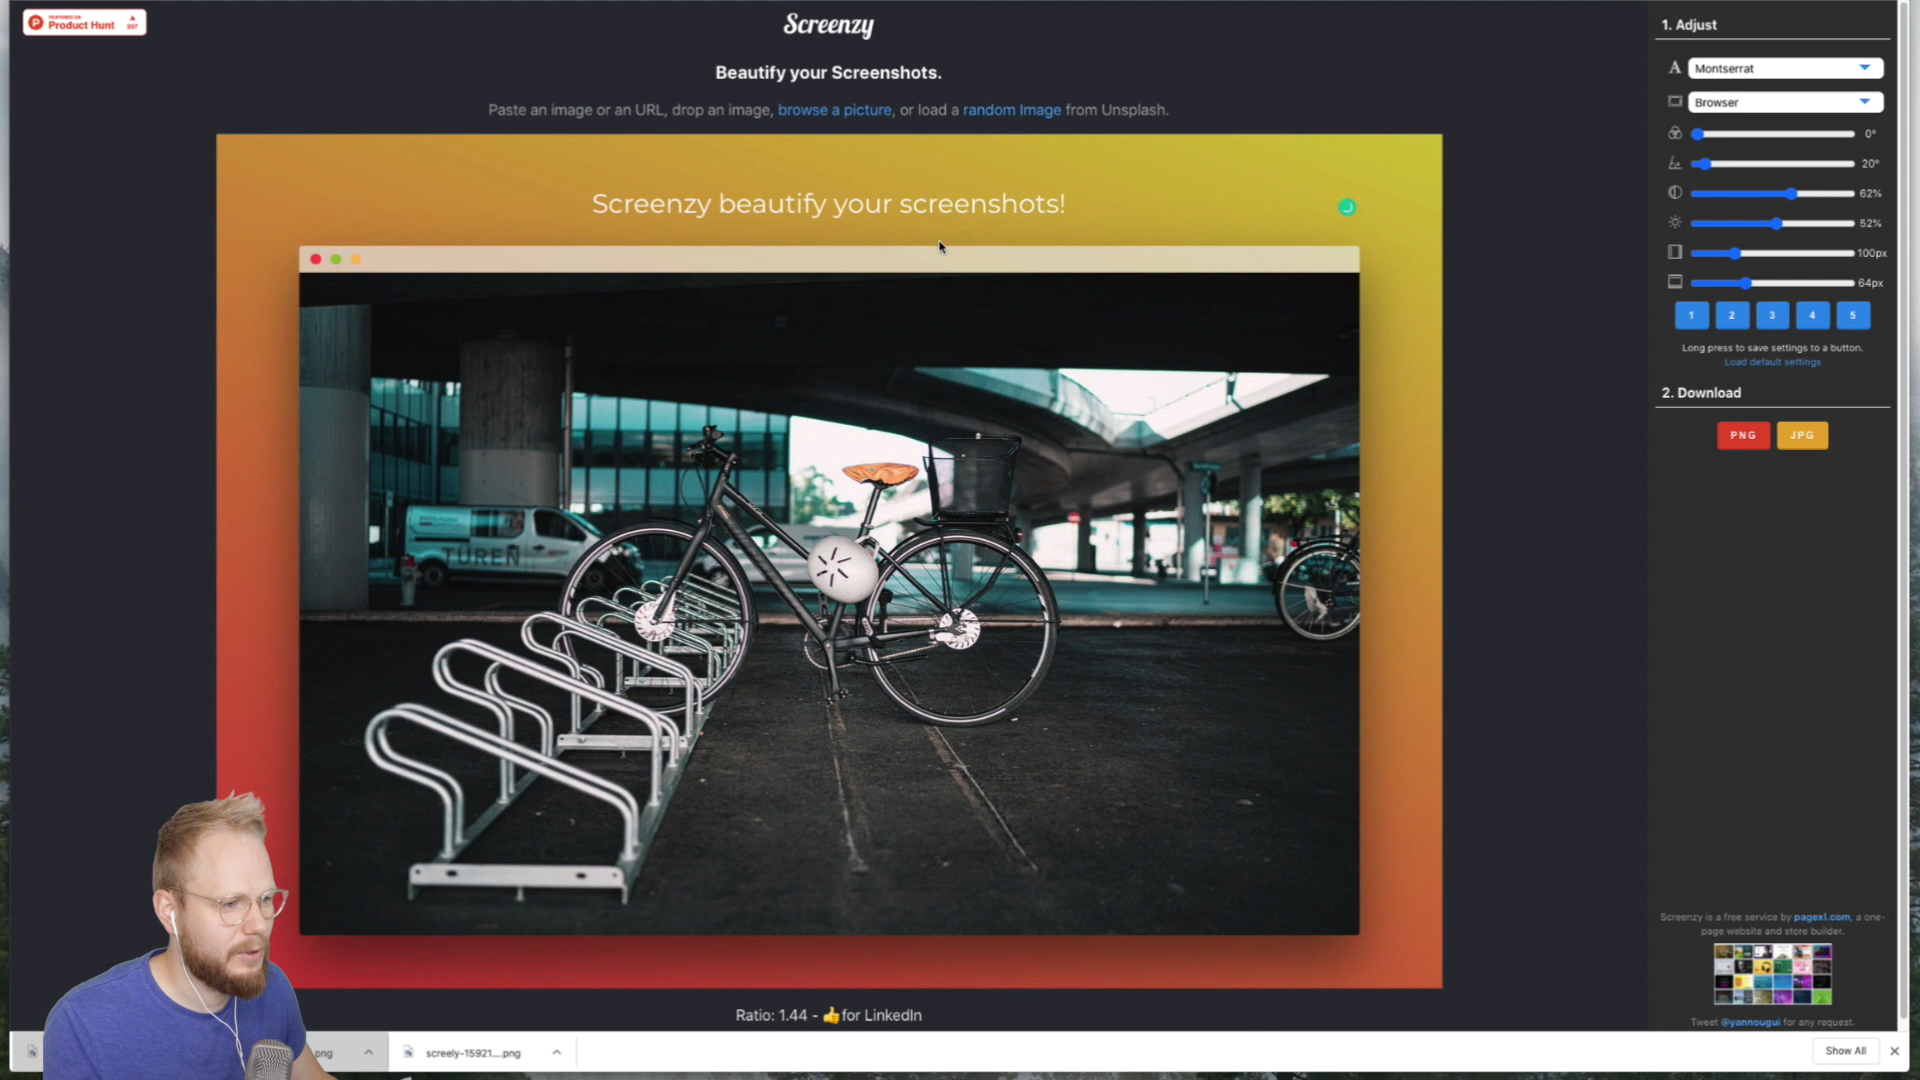 FEATURED ON
Product Hunt
207
Screenzy
Beautify your Screenshots.
Paste an image or an URL, drop an image, browse a picture, or load a random Image from Unsplash.
Screenzy beautify your screenshots!
TÜREN
Ratio: 1.44 - 👍for LinkedIn
1. Adjust
A Montserrat
Browser
0°
20°
62%
52%
100px
64px
1 2 3 4 5
Long press to save settings to a button.
Load default settings
2. Download
PNG JPG
Screenzy is a free service by pagexl.com, a one-
page website and store builder.
Tweet @yannougui for any request.
png
screely-15921....png
Show All